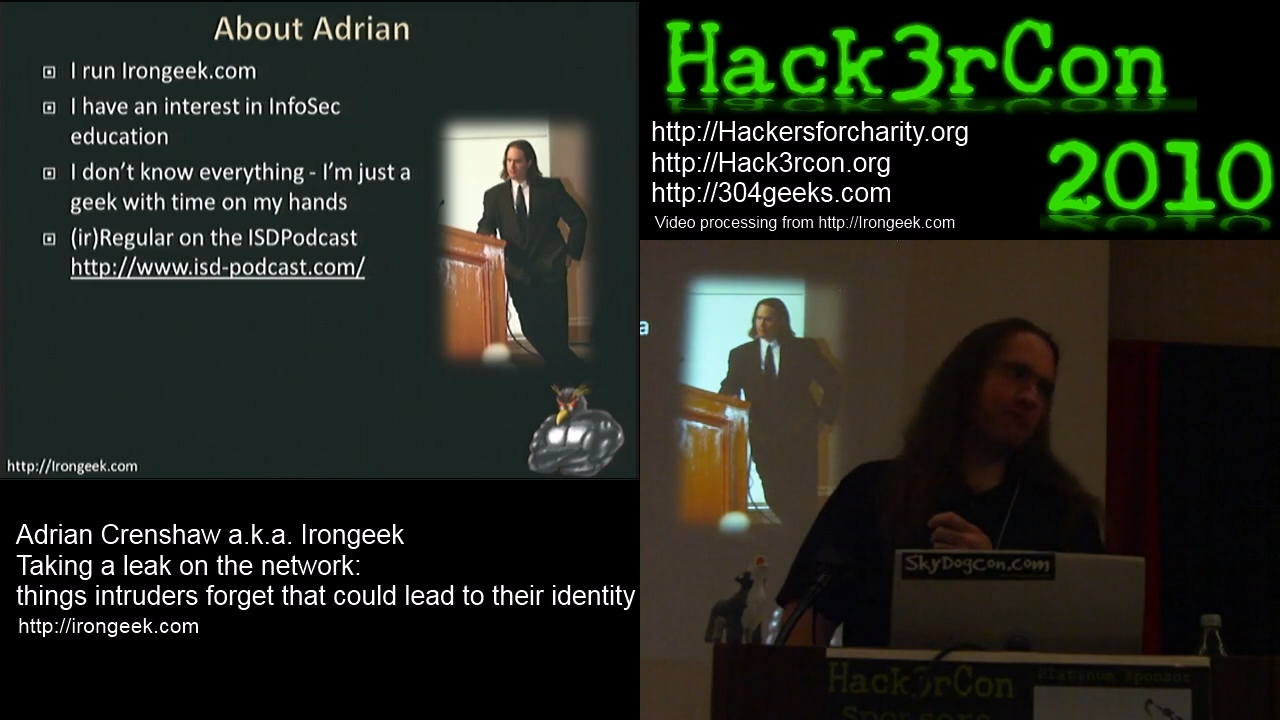 About Adrian
I run Irongeek.com
I have an interest in InfoSec
education
I don't know everything - I'm just a
geek with time on my hands
(ir)Regular on the ISDPodcast
http://www.isd-podcast.com/
http://Irongeek.com
Adrian Crenshaw a.k.a. Irongeek
Taking a leak on the network:
things intruders forget that could lead to their identity
http://irongeek.com
Hack3rCon
2010
http://Hackersforcharity.org
http://Hack3rcon.org
http://304geeks.com
Video processing from http://Irongeek.com
a
SkyDogCon.com
Hack3rCon
Sponsors
Platinum Sponsor